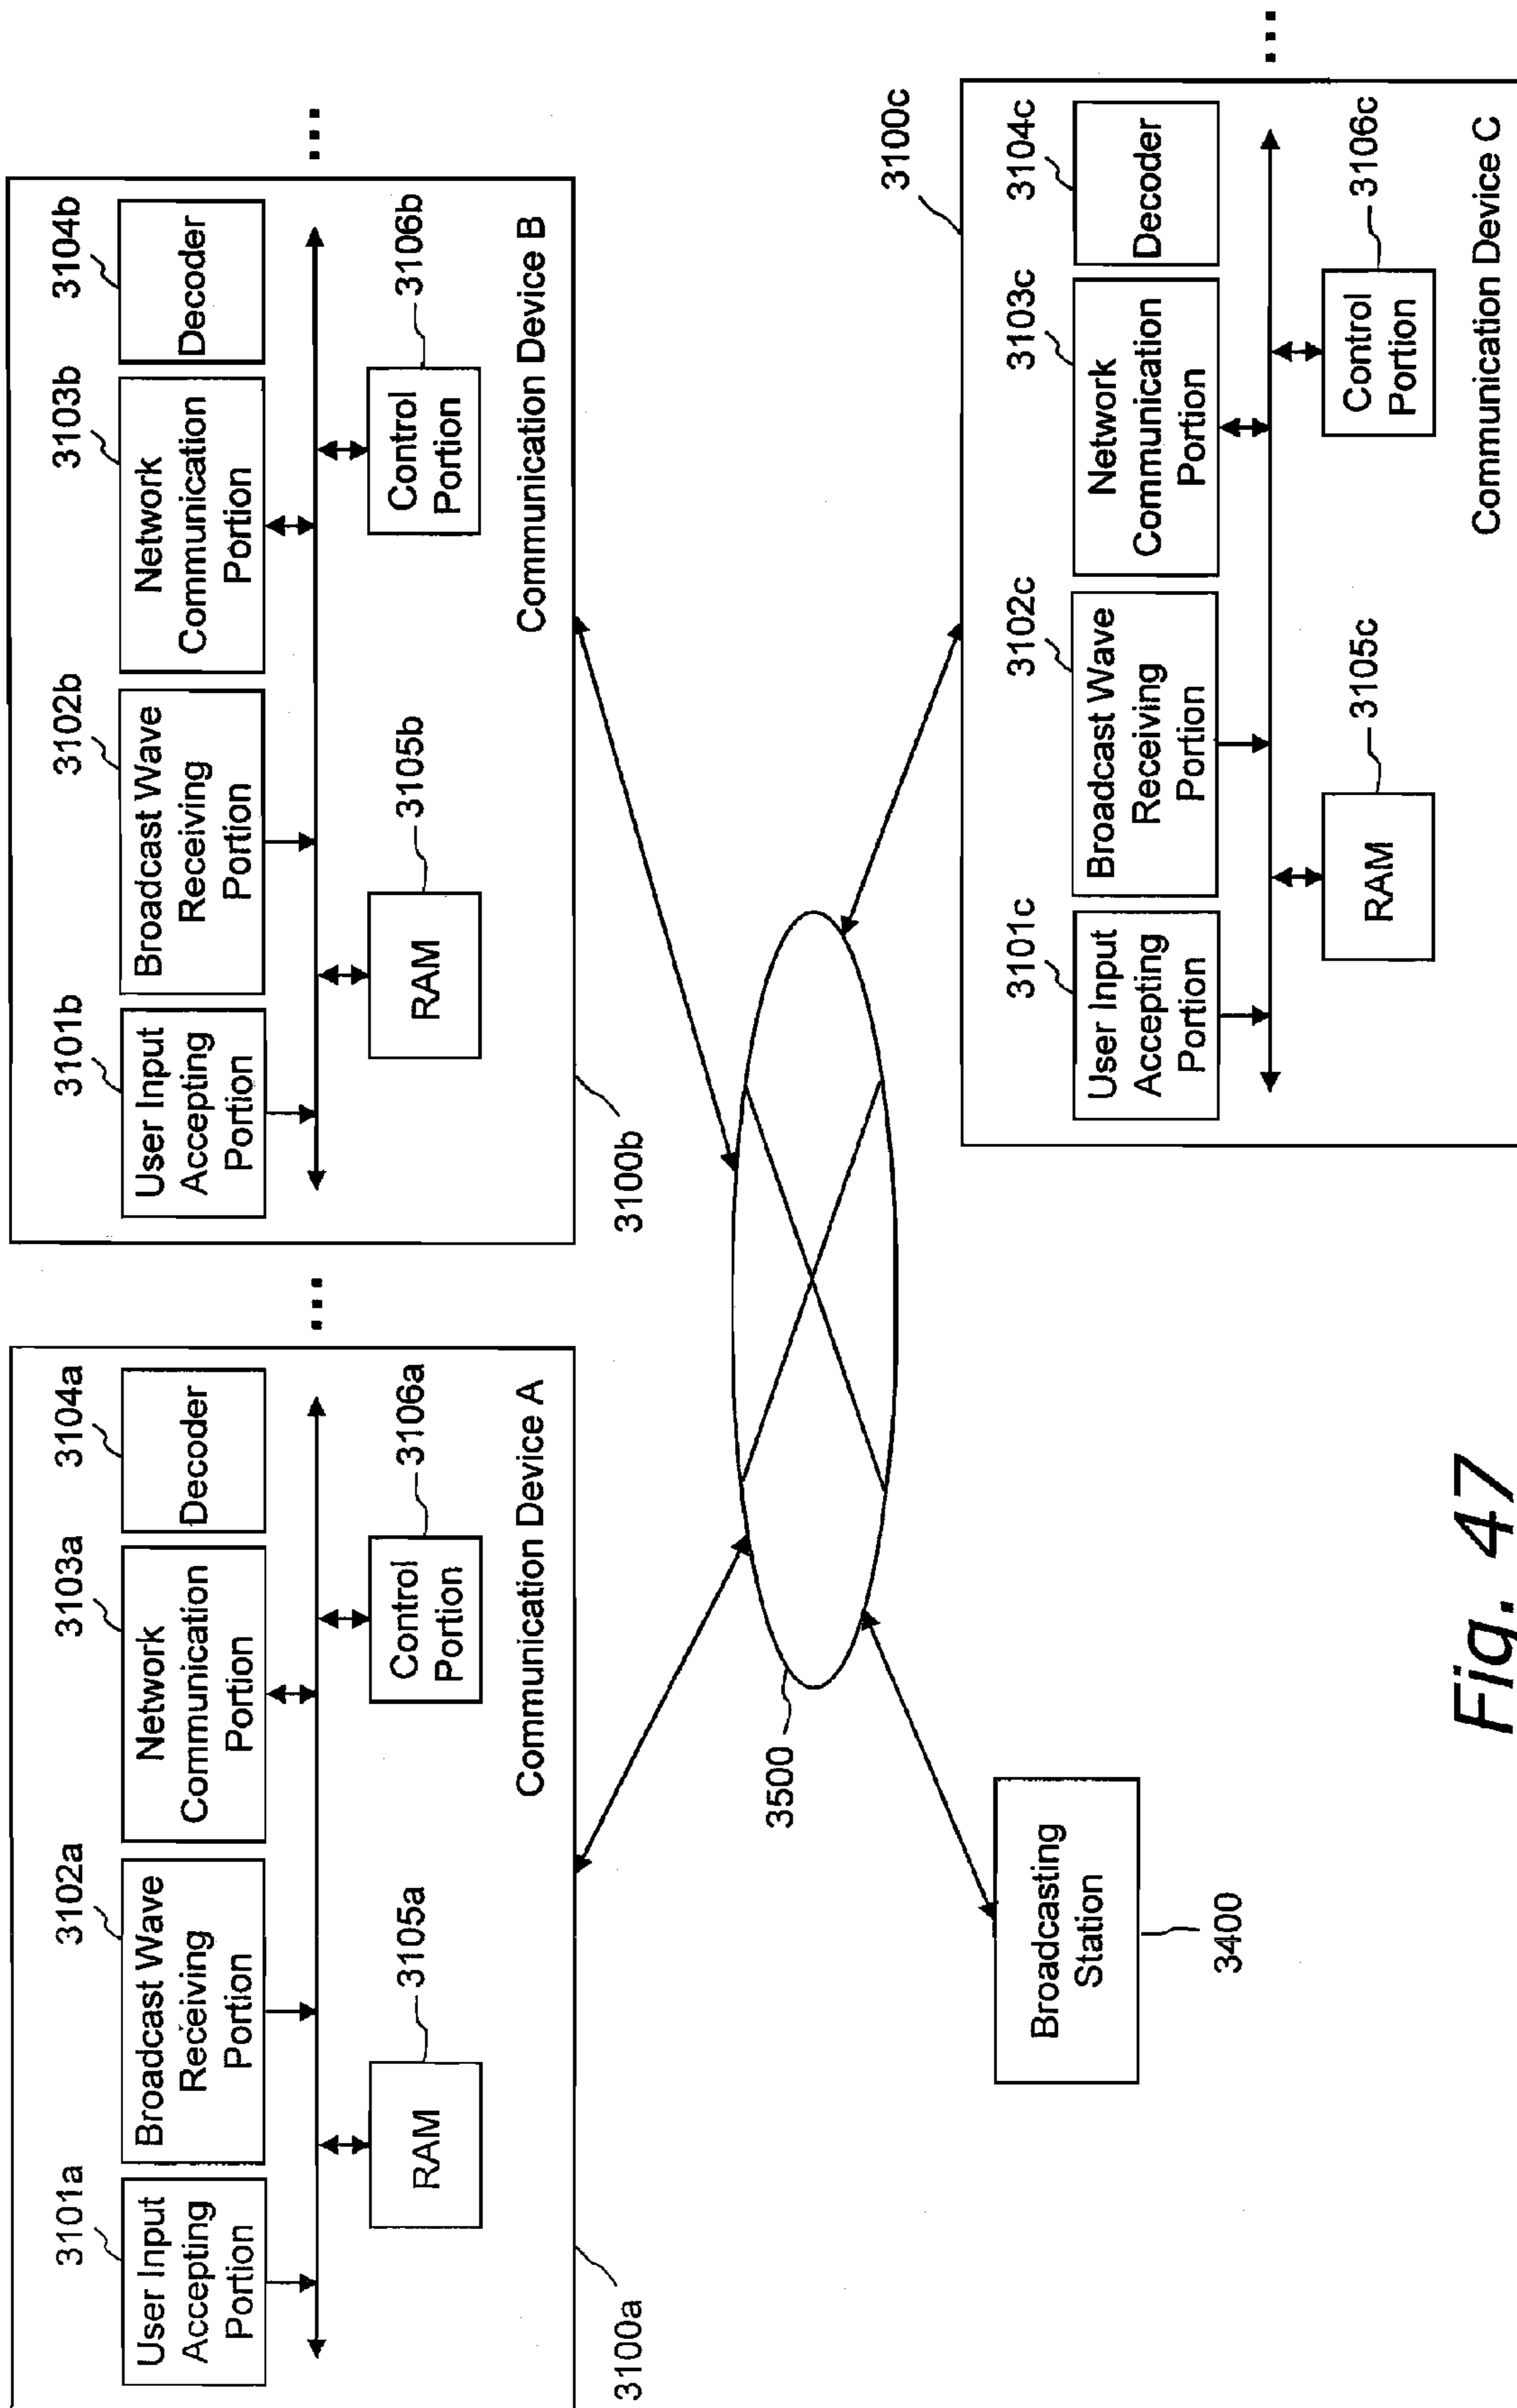 3101a
3102a
3103a
3104a
User Input
Accepting
Portion
Broadcast Wave
Receiving
Portion
Network
Communication
Portion
Decoder
...
RAM
3105a
Control
Portion
3106a
Communication Device A
3100a
3101b
3102b
3103b
3104b
User Input
Accepting
Portion
Broadcast Wave
Receiving
Portion
Network
Communication
Portion
Decoder
...
RAM
3105b
Control
Portion
3106b
Communication Device B
3100b
3500
Broadcasting
Station
3400
3100c
3101c
3102c
3103c
3104c
User Input
Accepting
Portion
Broadcast Wave
Receiving
Portion
Network
Communication
Portion
Decoder
...
RAM
3105c
Control
Portion
3106c
Communication Device C
Fig. 47